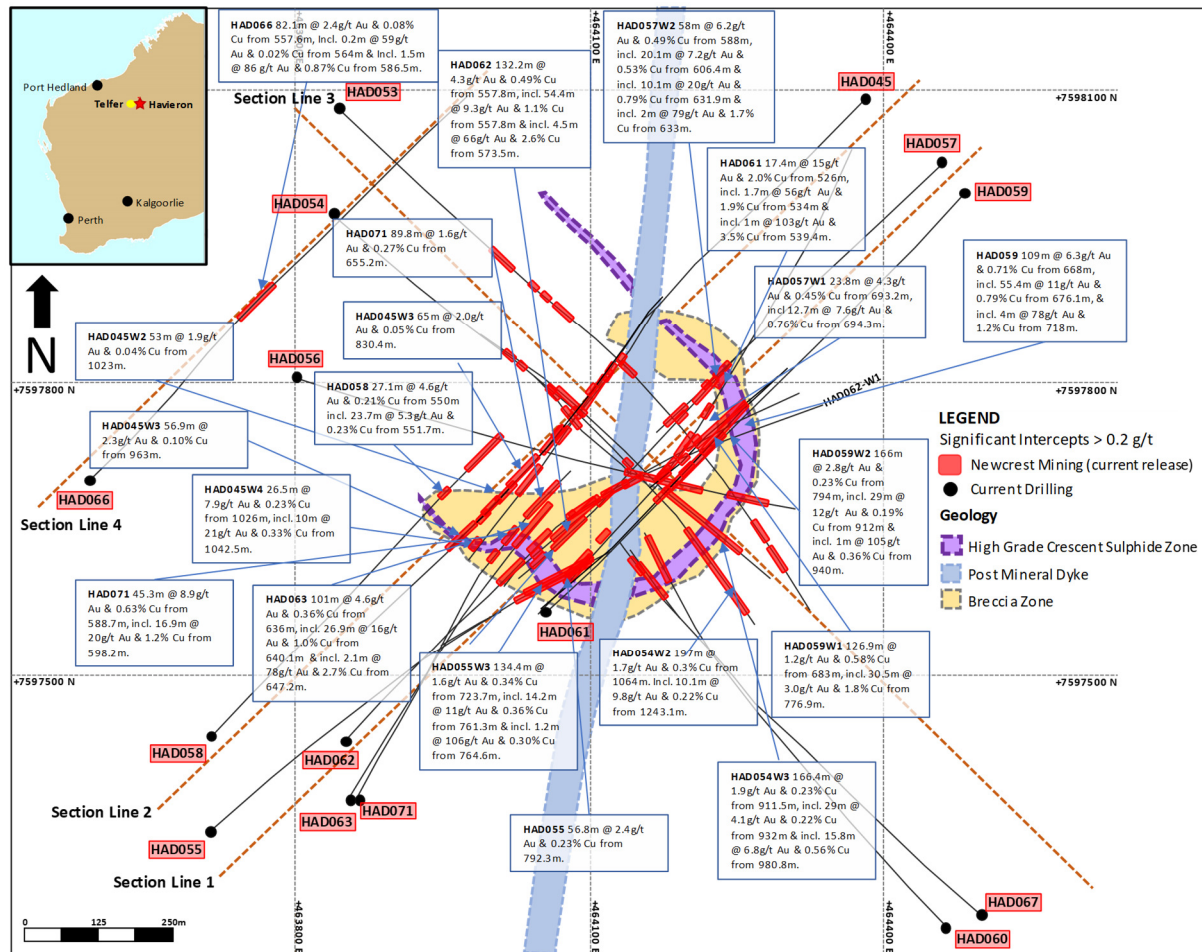 HAD066 82.1m @ 2.4g/t Au & 0.08%
Cu from 557.6m, Incl. 0.2m @ 59g/t
Au & 0.02% Cu from 564m & Incl. 1.5m
@ 86 g/t Au & 0.87% Cu from 586.5m.
HAD062 132.2m @
4.3g/t Au & 0.49% Cu
from 557.8m, incl. 54.4m
@ 9.3g/t Au & 1.1% Cu
from 557.8m & incl. 4.5m
@ 66g/t Au & 2.6% Cu
from 573.5m.
HAD057W2 58m @ 6.2g/t
Au & 0.49% Cu from 588m,
incl. 20.1m @ 7.2g/t Au &
0.53% Cu from 606.4m &
incl. 10.1m @ 20g/t Au &
0.79% Cu from 631.9m &
incl. 2m @ 79g/t Au & 1.7%
Cu from 633m.
+464100 E
+464400 E
Port Hedland
Telfer
Havieron
Kalgoorlie
Perth
N
Section Line 3
HAD053
HAD045
+7598100 N
HAD057
HAD059
HAD054
HAD061 17.4m @ 15g/t
Au & 2.0% Cu from 526m,
incl. 1.7m @ 56g/t Au &
1.9% Cu from 534m &
incl. 1m @ 103g/t Au &
3.5% Cu from 539.4m.
HAD071 89.8m @ 1.6g/t
Au & 0.27% Cu from
655.2m.
HAD059 109m @ 6.3g/t Au
& 0.71% Cu from 668m,
incl. 55.4m @ 11g/t Au &
0.79% Cu from 676.1m, &
incl. 4m @ 78g/t Au &
1.2% Cu from 718m.
HAD057W1 23.8m @ 4.3g/t
Au & 0.45% Cu 693.2m,
incl 12.7m @ 7.6g/t Au &
0.76% Cu from 694.3m.
HAD045W3 65m @ 2.0g/t
Au & 0.05% Cu from
830.4m.
HAD045W2 53m @ 1.9g/t
Au & 0.04% Cu from
1023m.
HAD056
+7597800 N
+7597800 N
HAD062-W1
HAD058 27.1m @ 4.6g/t
Au & 0.21% Cu from 550m
incl. 23.7m @ 5.3g/t Au &
0.23% Cu from 551.7m.
HAD045W3 56.9m @
2.3g/t Au & 0.10% Cu
from 963m.
LEGEND
Significant Intercepts > 0.2 g/t
Newcrest Mining (current release)
Current Drilling
Geology
High Grade Crescent Sulphide Zone
Post Mineral Dyke
Breccia Zone
HAD059W2 166m
@ 2.8g/t Au &
0.23% Cu from
794m, incl. 29m @
12g/t Au & 0.19%
Cu from 912m &
incl. 1m @ 105g/t
Au & 0.36% Cu from
940m.
HAD066
Section Line 4
HAD045W4 26.5m @
7.9g/t Au & 0.23% Cu
from 1026m, incl. 10m @
21g/t Au & 0.33% Cu from
1042.5m.
HAD071 45.3m @ 8.9g/t
Au & 0.63% Cu from
588.7m, incl. 16.9m @
20g/t Au & 1.2% Cu from
598.2m.
HAD063 101m @ 4.6g/t
Au & 0.36% Cu from
636m, incl. 26.9m @ 16g/t
Au & 1.0% Cu from
640.1m & incl. 2.1m @
78g/t Au & 2.7% Cu from
647.2m.
HAD061
HAD055W3 134.4m @
1.6g/t Au & 0.34% Cu
from 723.7m, incl. 14.2m
@ 11g/t Au & 0.36% Cu
from 761.3m & incl. 1.2m
@ 106g/t Au & 0.30% Cu
from 764.6m.
HAD054W2 197m @
1.7g/t Au & 0.3% Cu from
1064m. Incl. 10.1m @
9.8g/t Au & 0.22% Cu
from 1243.1m.
HAD059W1 126.9m @
1.2g/t Au & 0.58% Cu
from 683m, incl. 30.5m @
3.0g/t Au & 1.8% Cu from
776.9m.
+7597500 N
+7597500 N
HAD058
HAD062
Section Line 2
HAD063
HAD071
HAD055
Section Line 1
HAD055 56.8m @ 2.4g/t
Au & 0.23% Cu from
792.3m.
HAD054W3 166.4m @
1.9g/t Au & 0.23% Cu
from 911.5m, incl. 29m @
4.1g/t Au & 0.22% Cu
from 932m & incl. 15.8m
@ 6.8g/t Au & 0.56% Cu
from 980.8m.
HAD067
HAD060
0 125 250m
+463800 E
+464100 E
+464400 E